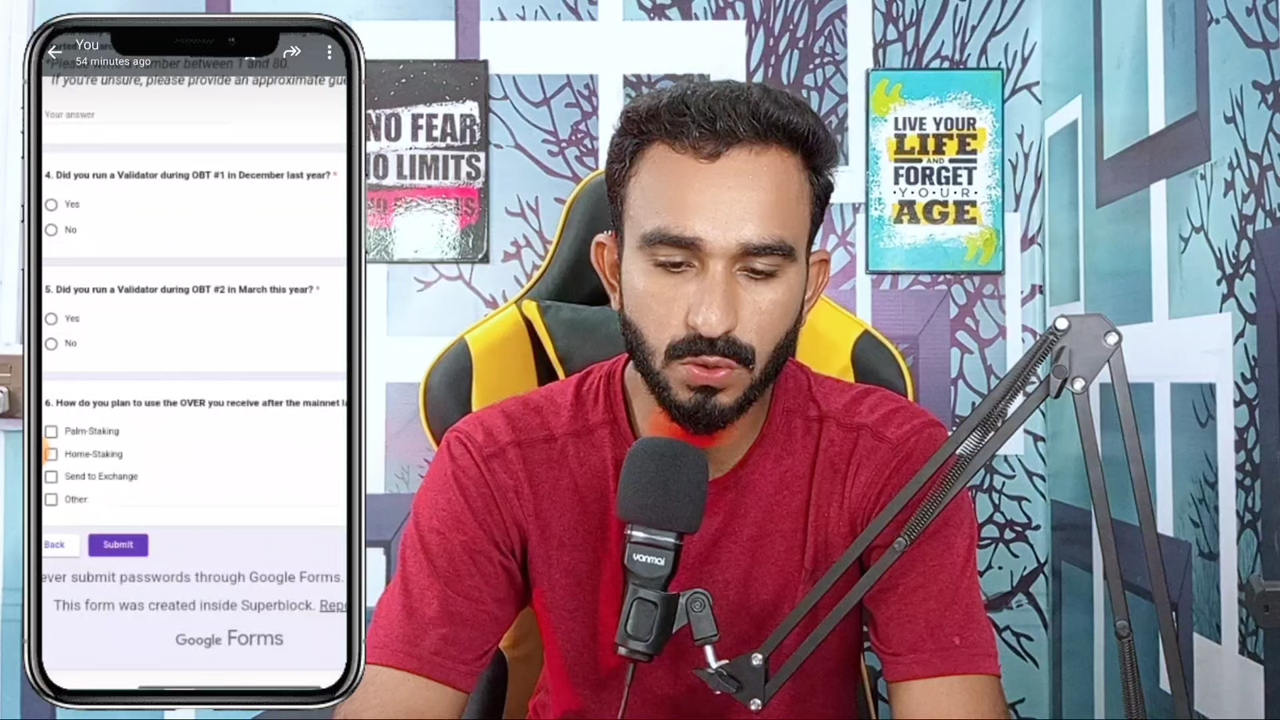 You
54 minutes ago
If you're unsure, please provide an approximate gu
Your answer
4. Did you run a Validator during OBT #1 in December last year? *
Yes
No
5. Did you run a Validator during OBT #2 in March this year? *
Yes
No
6. How do you plan to use the OVER you receive after the mainnet
Palm-Staking
Home-Staking
Send to Exchange
Other:
Back
Submit
ever submit passwords through Google Forms.
This form was created inside Superblock. Repo
Google Forms
NO FEAR
NO LIMITS
LIVE YOUR
LIFE
AND
FORGET
YOUR
AGE
yanmai